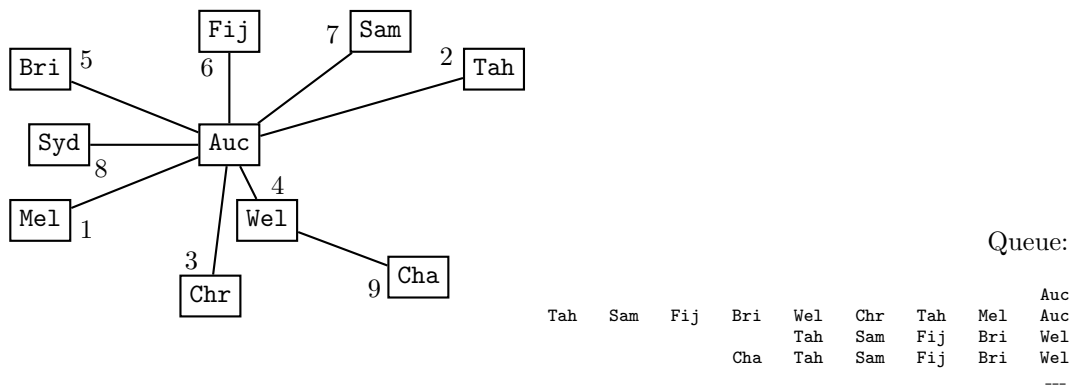 Fij
Sam
7
Bri
5
6
2
Tah
Syd
Auc
8
Mel
1
4
Wel
3
Chr
9
Cha
Queue:
Auc
Tah Sam Fij Bri Wel Chr Tah Mel Auc
Tah Sam Fij Bri Wel
Cha Tah Sam Fij Bri Wel
---